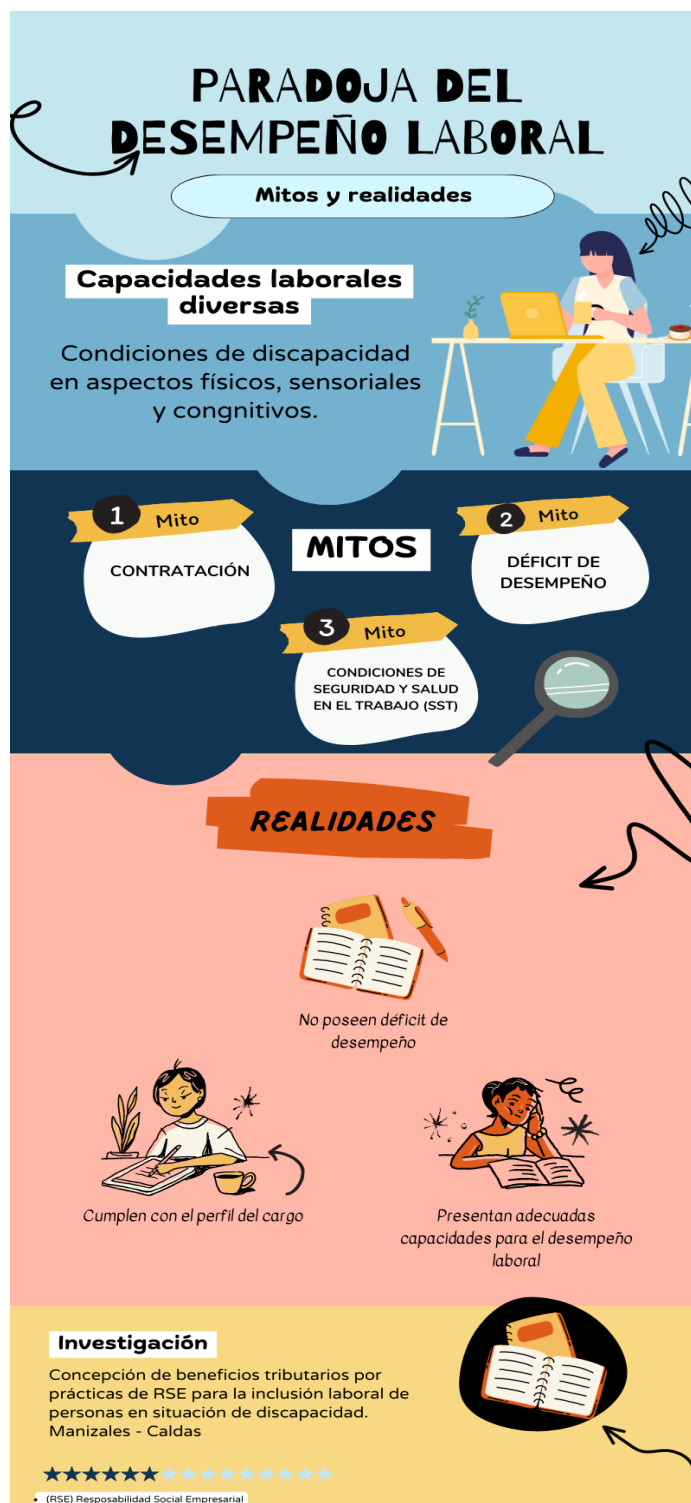 PARADOJA DEL
DESEMPEÑO LABORAL
Mitos y realidades
Capacidades laborales
diversas
Condiciones de discapacidad
en aspectos físicos, sensoriales
y congnitivos.
MITOS
1 Mito
CONTRATACIÓN
2 Mito
DÉFICIT DE
DESEMPEÑO
3 Mito
CONDICIONES DE
SEGURIDAD Y SALUD
EN EL TRABAJO (SST)
REALIDADES
No poseen déficit de
desempeño
Cumplen con el perfil del cargo
Presentan adecuadas
capacidades para el desempeño
laboral
Investigación
Concepción de beneficios tributarios por
prácticas de RSE para la inclusión laboral de
personas en situación de discapacidad.
Manizales - Caldas
• (RSE) Resposabilidad Social Empresarial